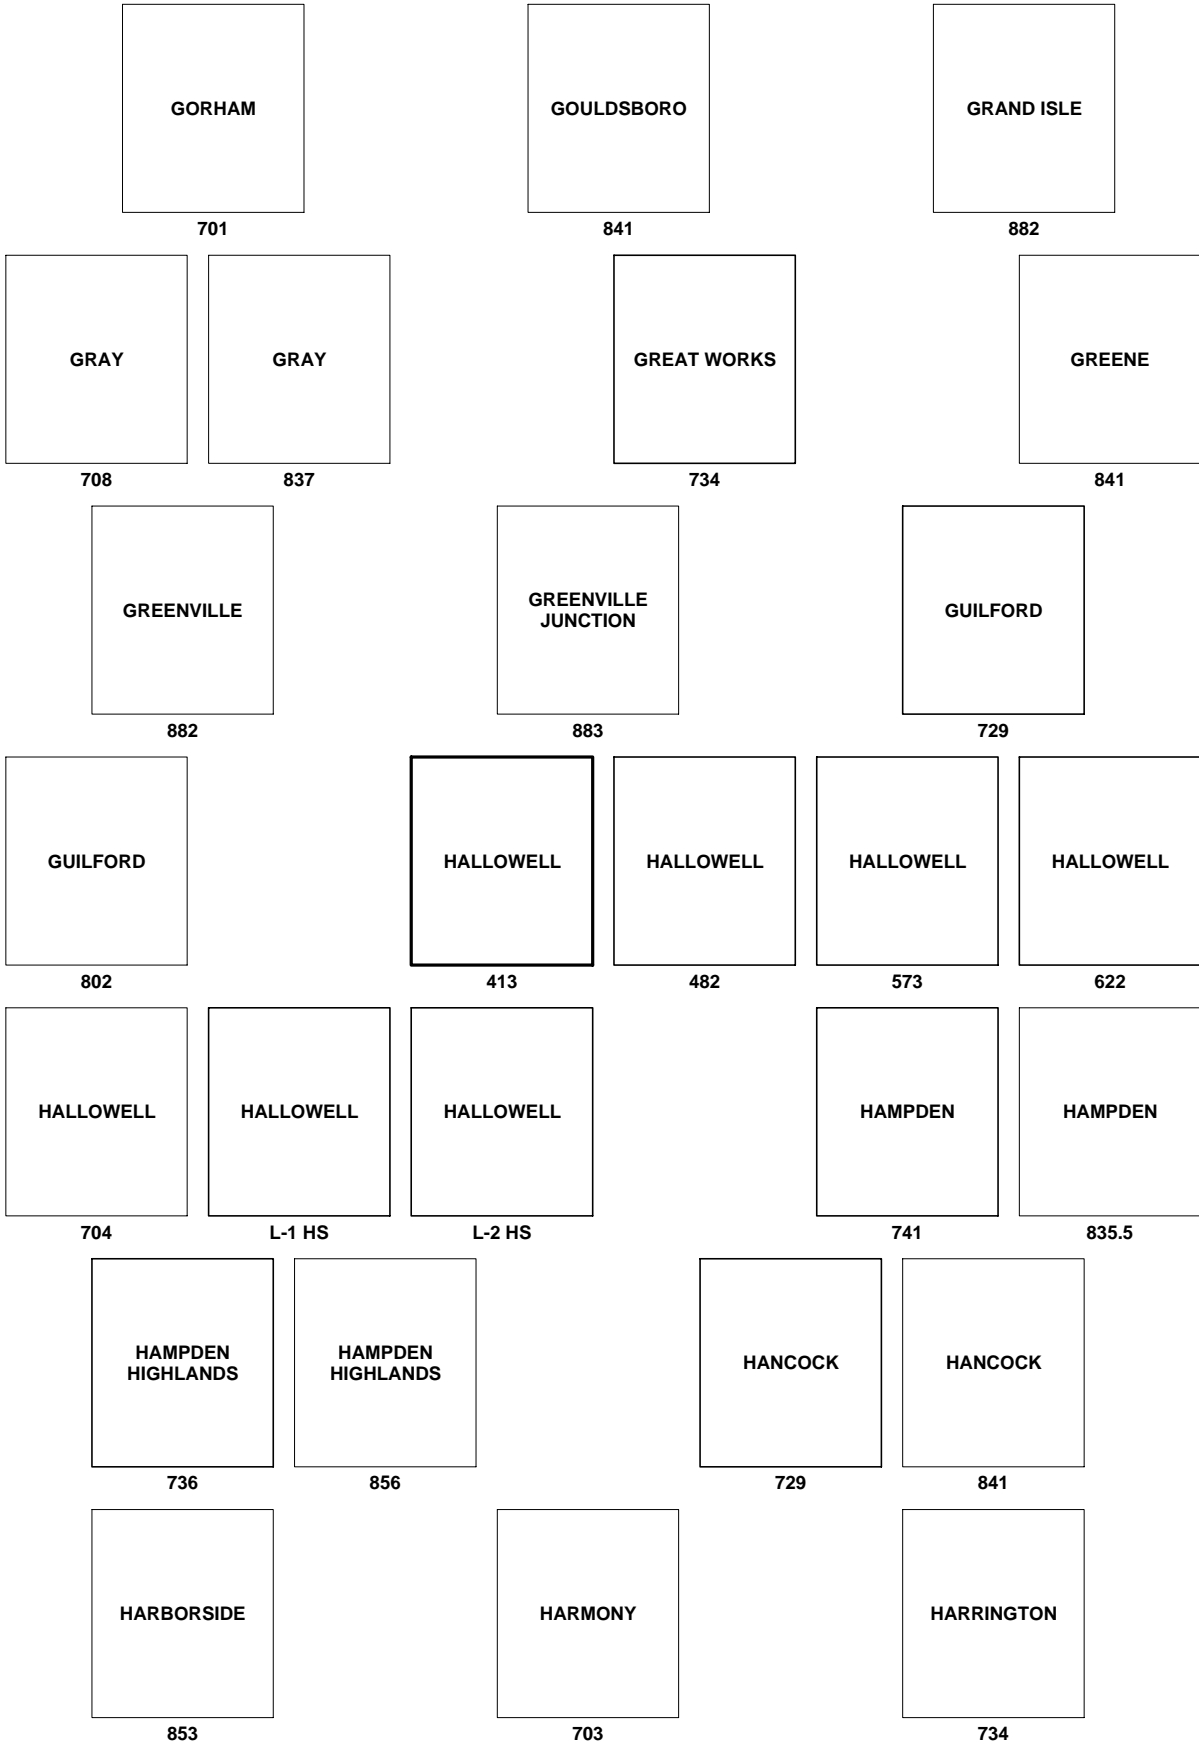 GORHAM
701
GOULDSBORO
841
GRAND ISLE
882
GRAY
708
GRAY
837
GREAT WORKS
734
GREENE
841
GREENVILLE
882
GREENVILLE
JUNCTION
883
GUILFORD
729
GUILFORD
802
HALLOWELL
413
HALLOWELL
482
HALLOWELL
573
HALLOWELL
622
HALLOWELL
704
HALLOWELL
L-1 HS
HALLOWELL
L-2 HS
HAMPDEN
741
HAMPDEN
835.5
HAMPDEN
HIGHLANDS
736
HAMPDEN
HIGHLANDS
856
HANCOCK
729
HANCOCK
841
HARBORSIDE
853
HARMONY
703
HARRINGTON
734